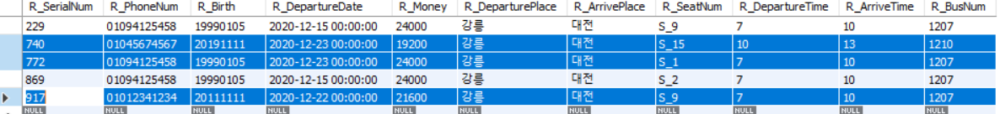 R_SerialNum R_PhoneNum R_Birth R_DepartureDate R_Money R_DeparturePlace R_ArrivePlace R_SeatNum R_DepartureTime R_ArriveTime R_BusNum
229 01094125458 19990105 2020-12-15 00:00:00 24000 강릉 대전 S_9 7 10 1207
740 01045674567 20191111 2020-12-23 00:00:00 19200 강릉 대전 S_15 10 13 1210
772 01094125458 19990105 2020-12-23 00:00:00 24000 강릉 대전 S_1 7 10 1207
869 01094125458 19990105 2020-12-15 00:00:00 24000 강릉 대전 S_2 7 10 1207
917 01012341234 20111111 2020-12-22 00:00:00 21600 강릉 대전 S_9 7 10 1207
NULL NULL NULL NULL NULL NULL NULL NULL NULL NULL NULL